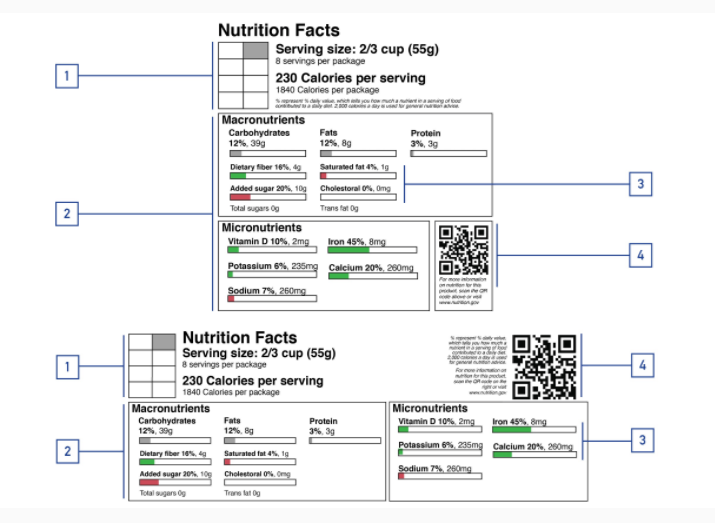 Nutrition Facts
Serving size: 2/3 cup (55g)
8 servings per package
230 Calories per serving
1840 Calories per package
% represent % daily value, which tells you how much a nutrient in a serving of food
contributed to a daily diet. 2,000 calories a day is used for general nutrition advice.
1
Macronutrients
Carbohydrates
12%, 39g
Fats
12%, 8g
Protein
3%, 3g
Dietary fiber 16%, 4g
Saturated fat 4%, 1g
Added sugar 20%, 10g
Cholestoral 0%, 0mg
Total sugars 0g
Trans fat 0g
3
2
Micronutrients
Vitamin D 10%, 2mg
Iron 45%, 8mg
Potassium 6%, 235mg
Calcium 20%, 260mg
Sodium 7%, 260mg
For more information
on nutrition for this
product, scan the QR
code above or visit
www.nutrition.gov
4
Nutrition Facts
Serving size: 2/3 cup (55g)
8 servings per package
230 Calories per serving
1840 Calories per package
1
% represent % daily value,
which tells you how much a
nutrient in a serving of food
contributed to a daily diet.
2,000 calories a day is used
for general nutrition advice.
For more information on
nutrition for this product,
scan the QR code on the
right or visit
www.nutrition.gov
4
Macronutrients
Carbohydrates
12%, 39g
Fats
12%, 8g
Protein
3%, 3g
Dietary fiber 16%, 4g
Saturated fat 4%, 1g
Added sugar 20%, 10g
Cholestoral 0%, 0mg
Total sugars 0g
Trans fat 0g
2
Micronutrients
Vitamin D 10%, 2mg
Iron 45%, 8mg
Potassium 6%, 235mg
Calcium 20%, 260mg
Sodium 7%, 260mg
3